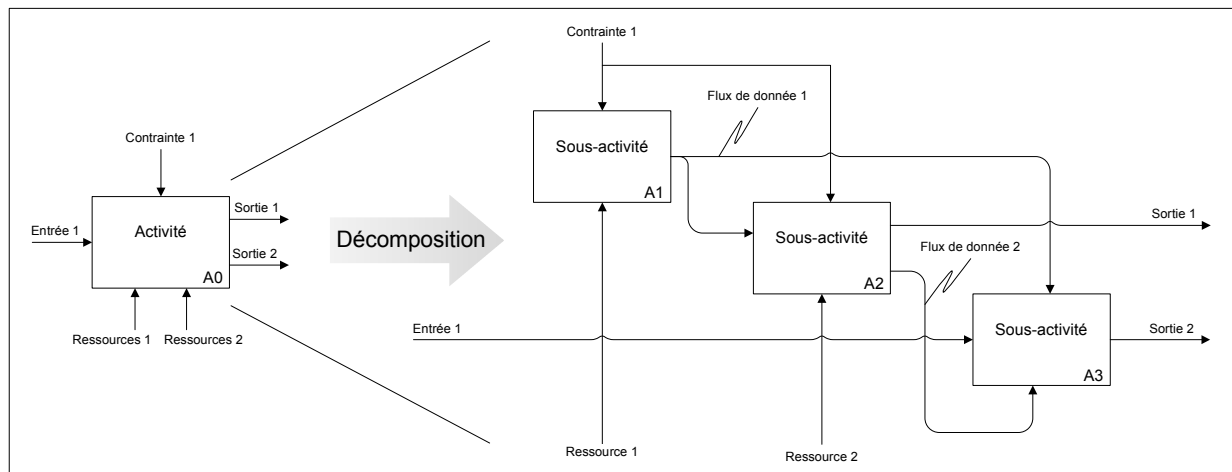 Contrainte 1
Entrée 1
Activité
A0
Sortie 1
Sortie 2
Ressources 1
Ressources 2
Décomposition
Contrainte 1
Flux de donnée 1
Sous-activité
A1
Sous-activité
A2
Sortie 1
Flux de donnée 2
Entrée 1
Sous-activité
A3
Sortie 2
Ressource 1
Ressource 2